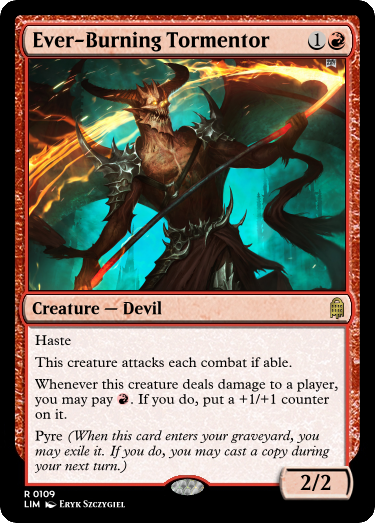 Ever-Burning Tormentor 1
Creature — Devil
Haste
This creature attacks each combat if able.
Whenever this creature deals damage to a player,
you may pay . If you do, put a +1/+1 counter
on it.
Pyre (When this card enters your graveyard, you
may exile it. If you do, you may cast a copy during
your next turn.)
2/2
R 0109
LIM Eryk Szczygieł